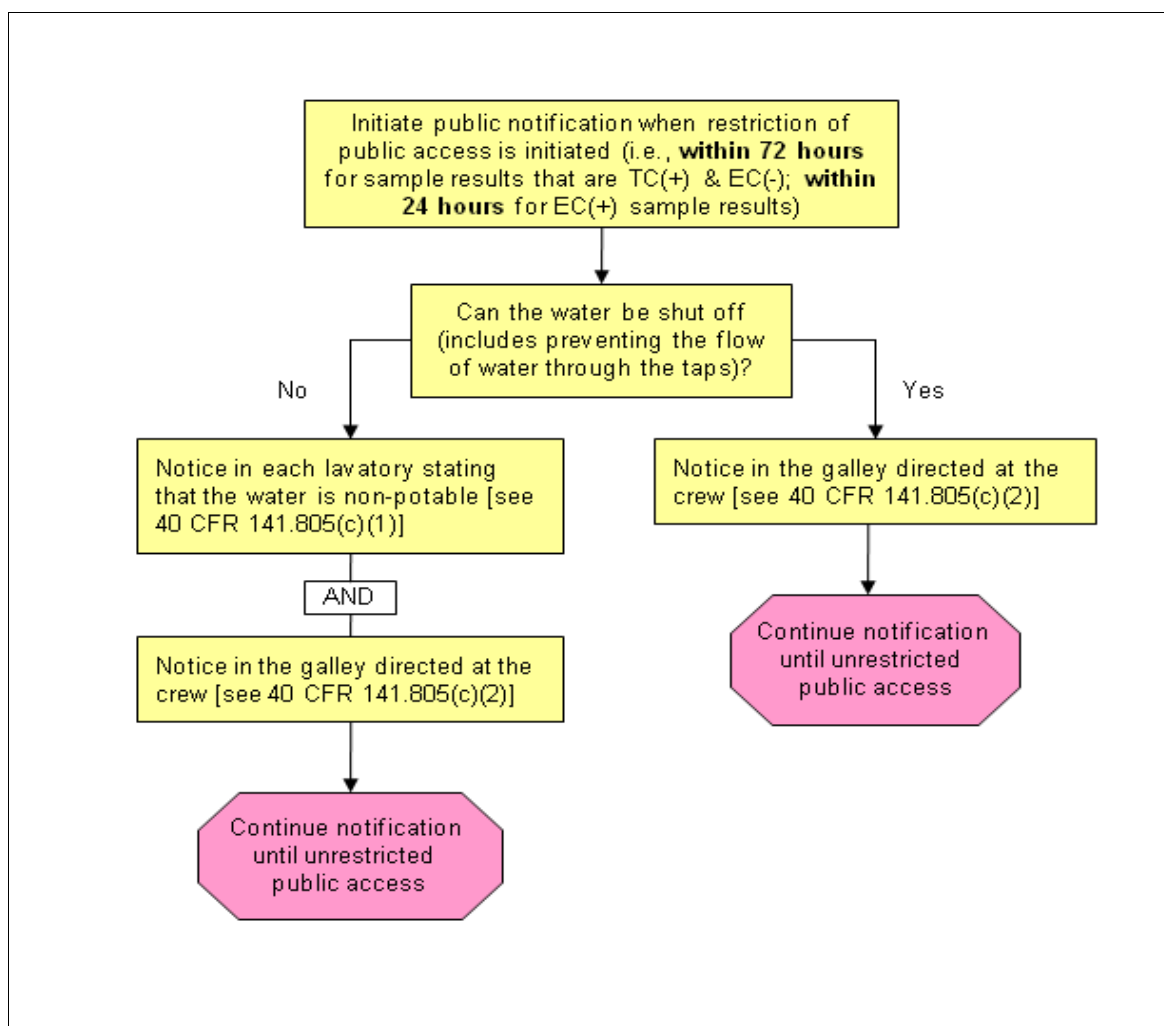 Initiate public notification when restriction of
public access is initiated (i.e., within 72 hours
for sample results that are TC(+) & EC(-); within
24 hours for EC(+) sample results)
Can the water be shut off
(includes preventing the flow
of water through the taps)?
No
Yes
Notice in each lavatory stating
that the water is non-potable [see
40 CFR 141.805(c)(1)]
AND
Notice in the galley directed at the
crew [see 40 CFR 141.805(c)(2)]
Continue notification
until unrestricted
public access
Notice in the galley directed at the
crew [see 40 CFR 141.805(c)(2)]
Continue notification
until unrestricted
public access